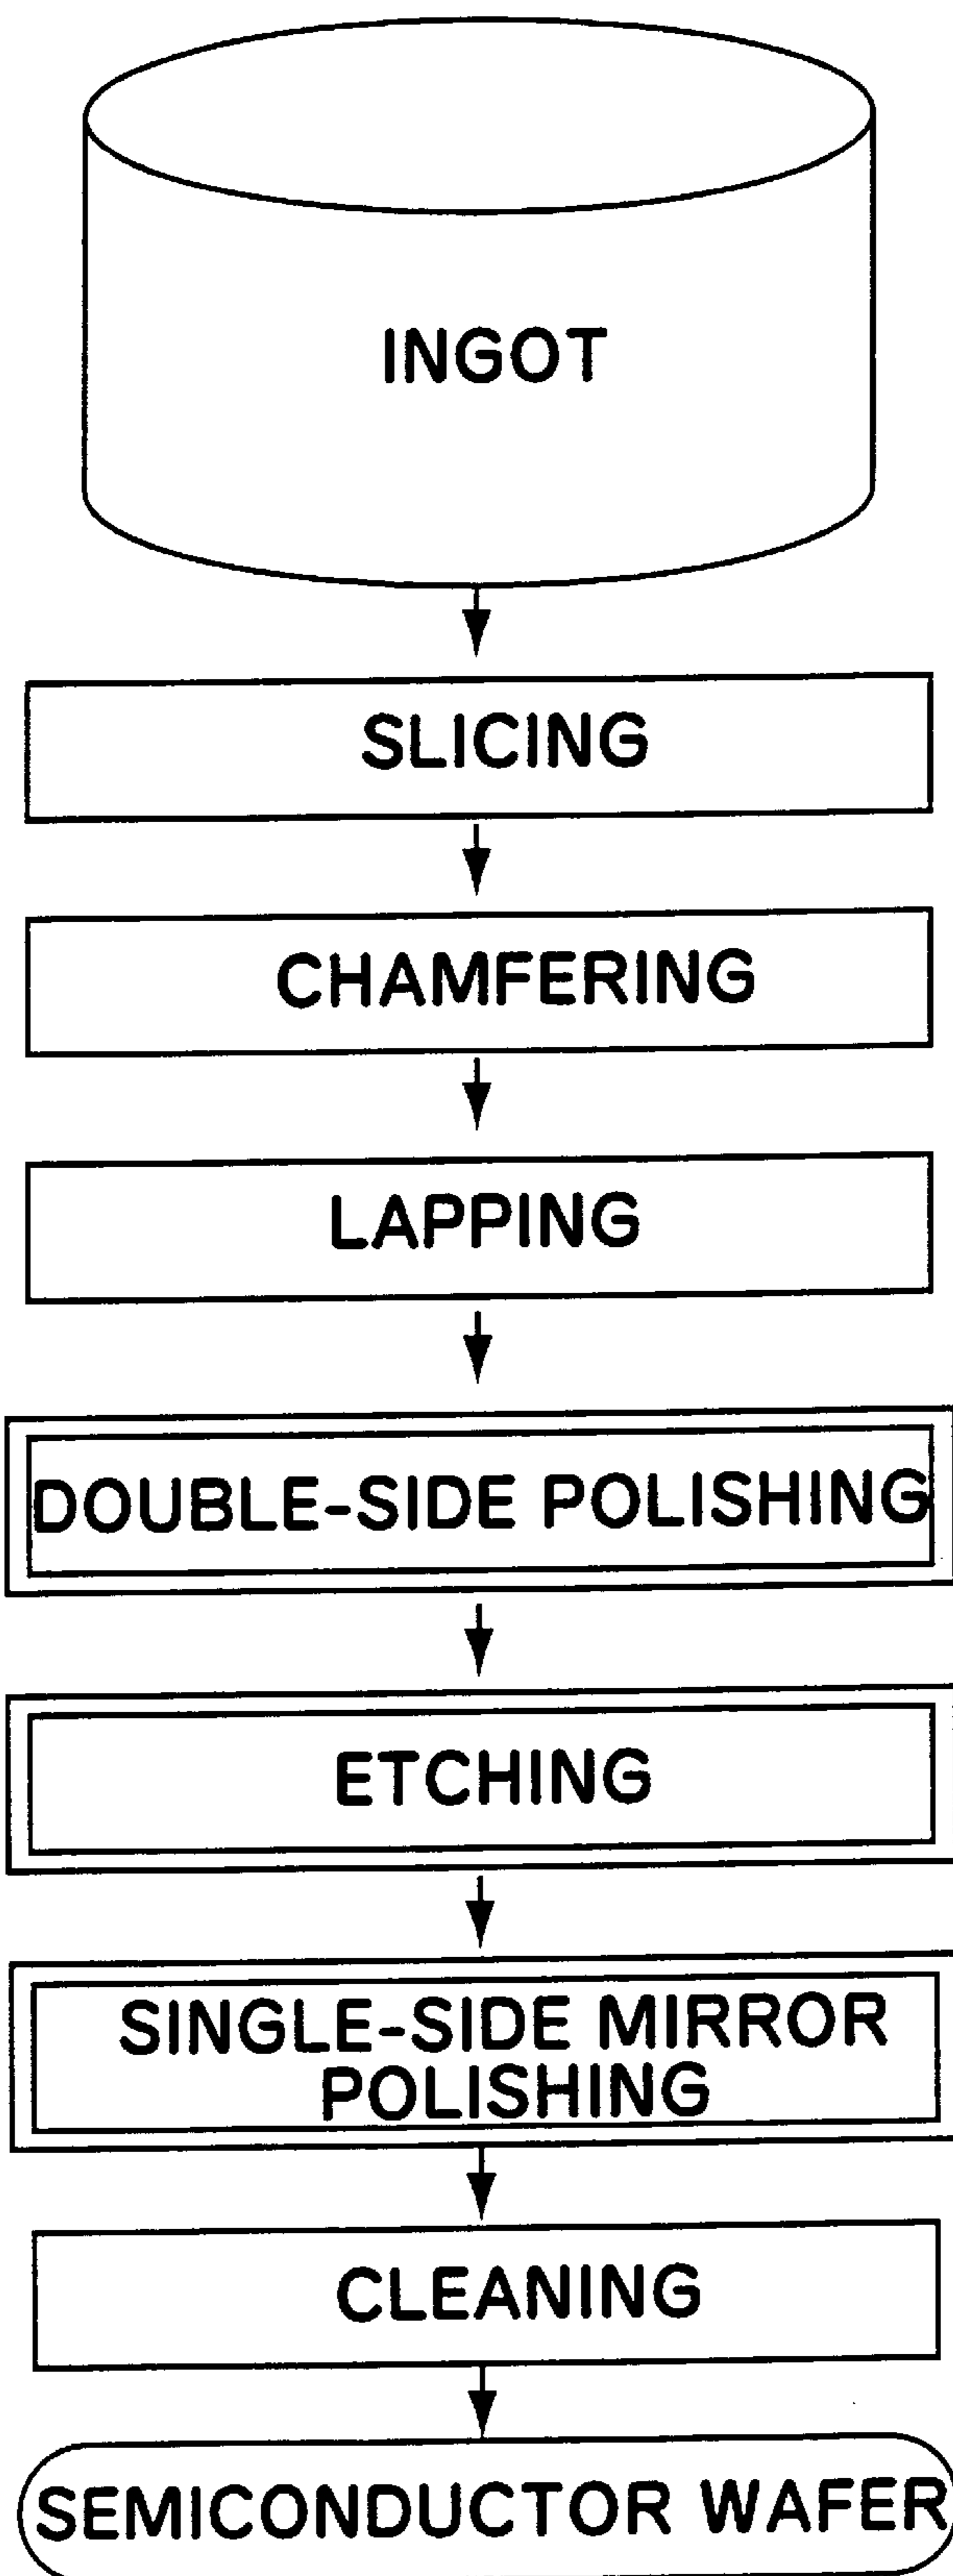 INGOT
SLICING
CHAMFERING
LAPPING
DOUBLE-SIDE POLISHING
ETCHING
SINGLE-SIDE MIRROR
POLISHING
CLEANING
SEMICONDUCTOR WAFER